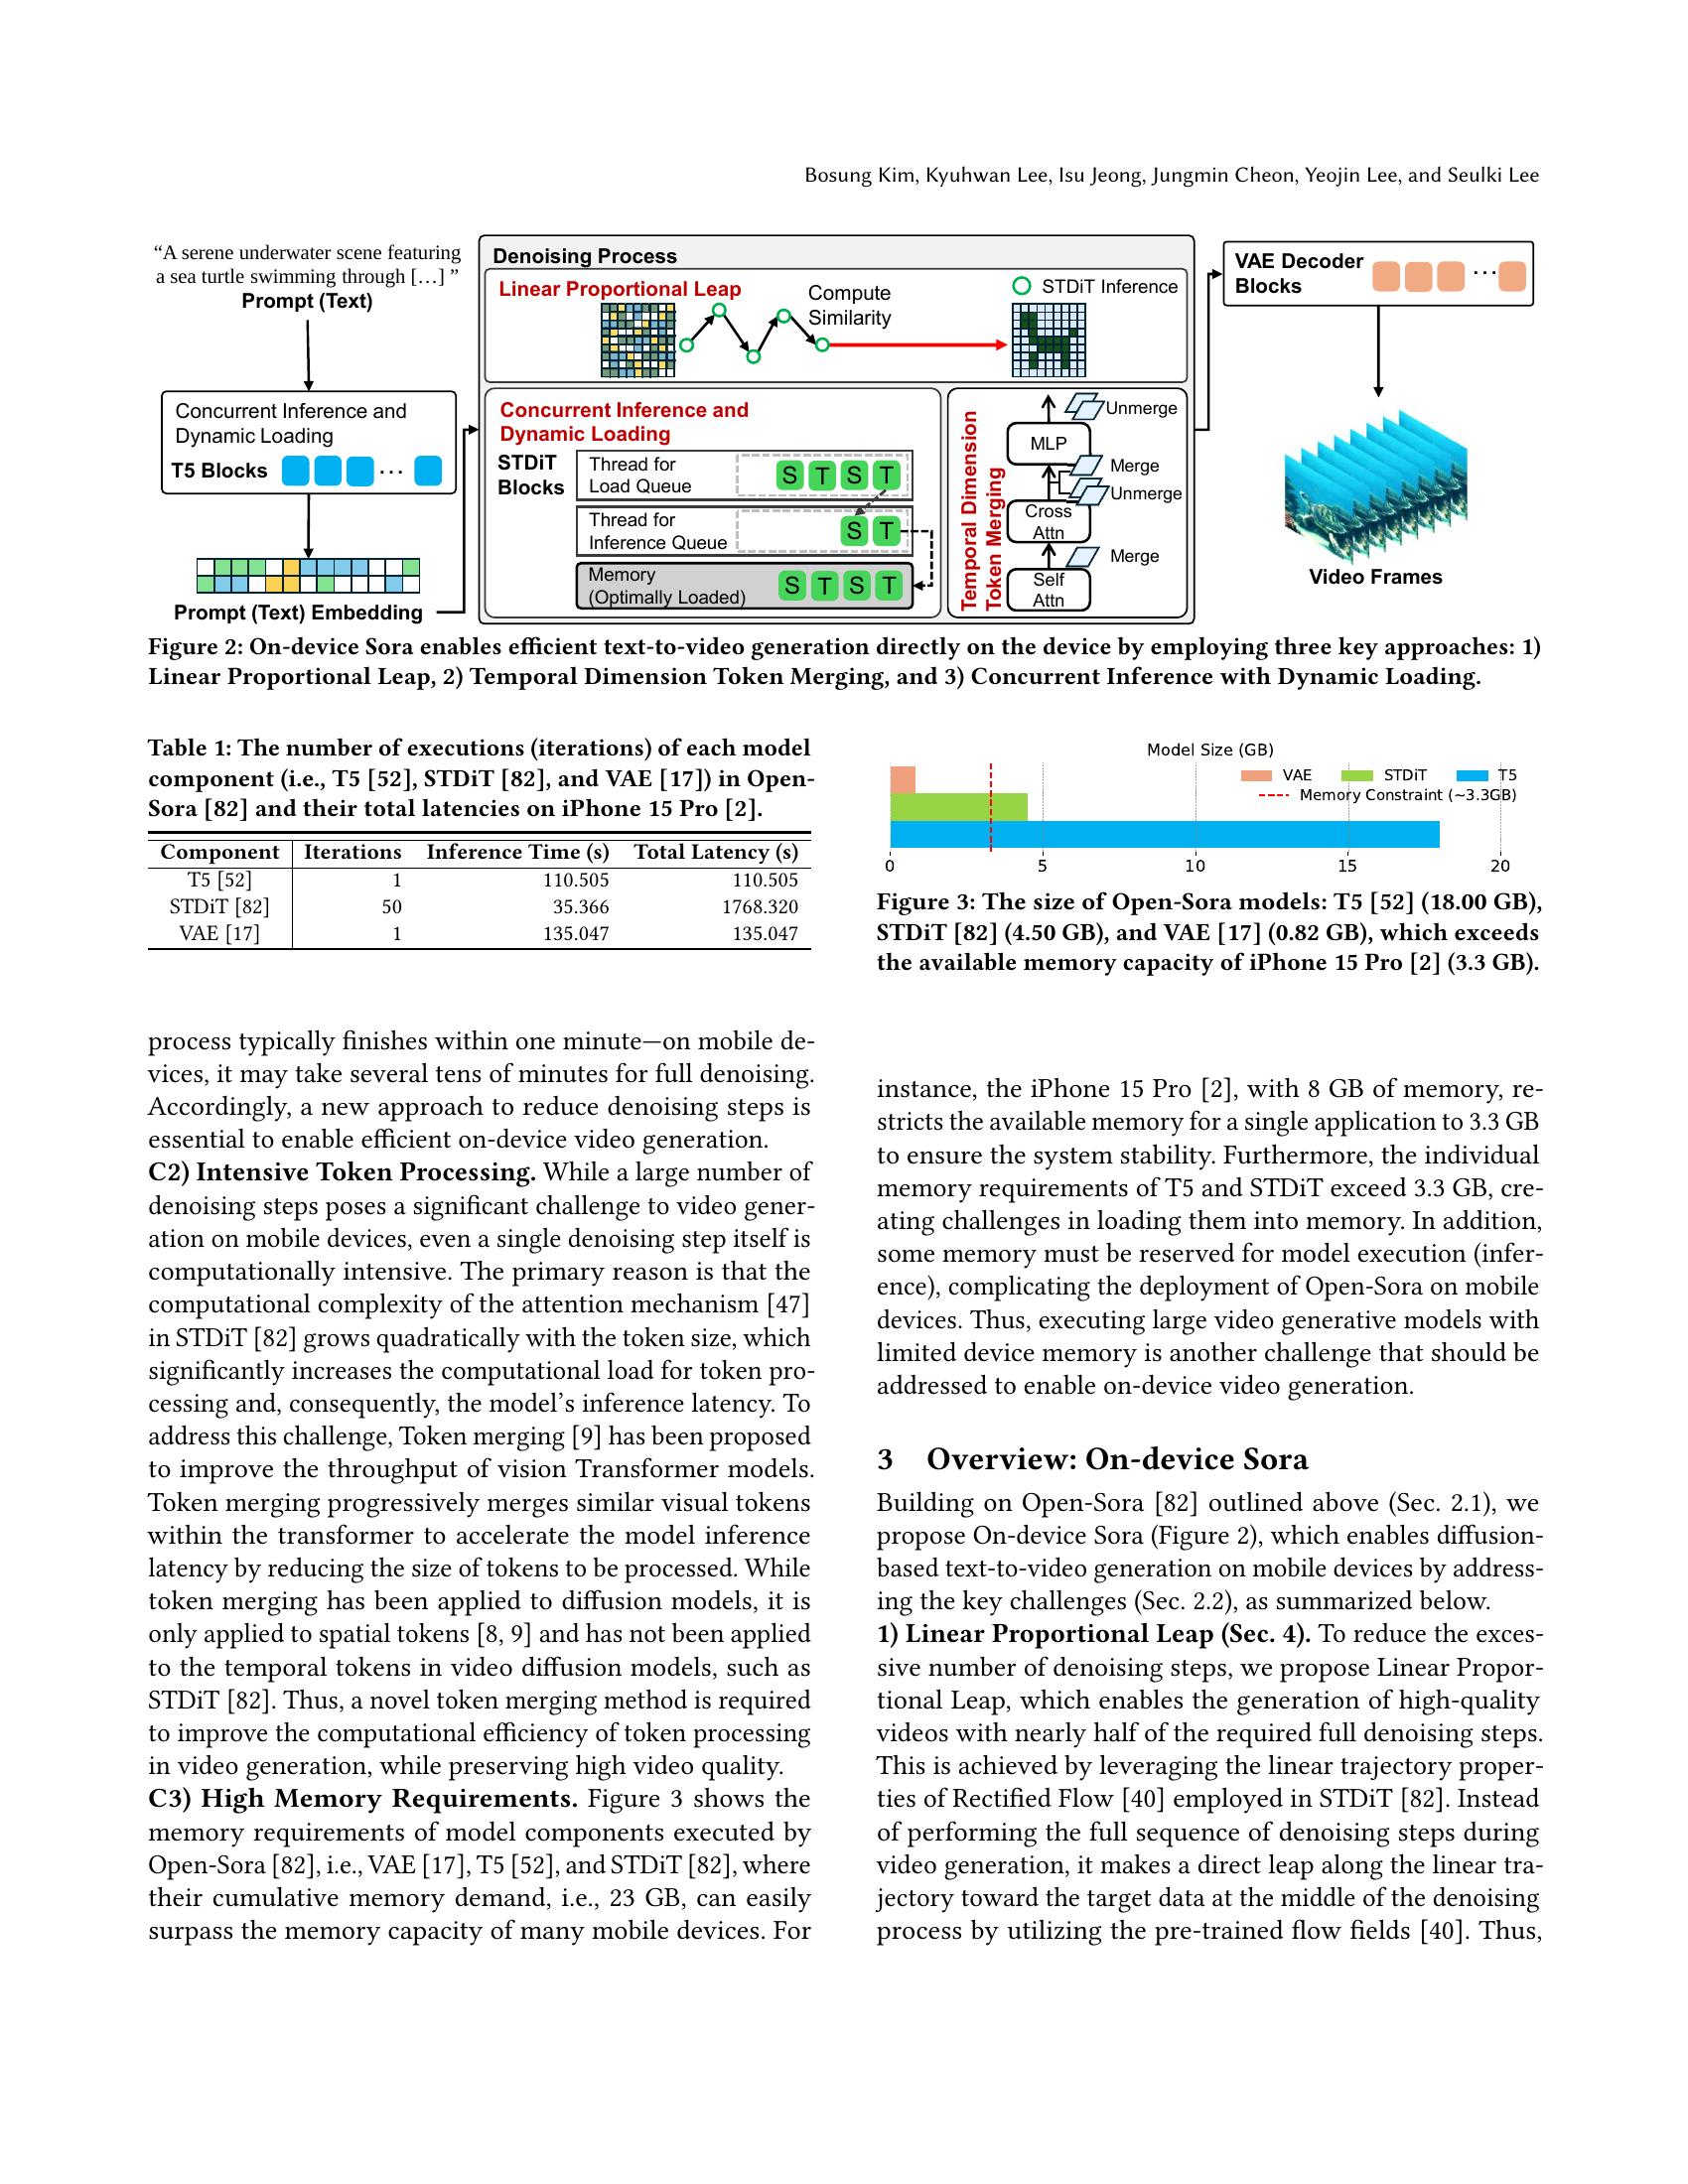 Bosung Kim, Kyuhwan Lee, Isu Jeong, Jungmin Cheon, Yeojin Lee, and Seulki Lee
“A serene underwater scene featuring
a sea turtle swimming through […] ”
Prompt (Text)
Concurrent Inference and
Dynamic Loading
T5 Blocks ...
Prompt (Text) Embedding
Denoising Process
Linear Proportional Leap
Compute
Similarity
STDiT Inference
Concurrent Inference and
Dynamic Loading
STDiT
Blocks
Thread for
Load Queue
S T S T
Thread for
Inference Queue
S T
Memory
(Optimally Loaded)
S T S T
Temporal Dimension
Token Merging
Unmerge
MLP
Merge
Unmerge
Cross
Attn
Merge
Self
Attn
VAE Decoder
Blocks ...
Video Frames
Figure 2: On-device Sora enables efficient text-to-video generation directly on the device by employing three key approaches: 1)
Linear Proportional Leap, 2) Temporal Dimension Token Merging, and 3) Concurrent Inference with Dynamic Loading.
Table 1: The number of executions (iterations) of each model
component (i.e., T5 [52], STDiT [82], and VAE [17]) in Open-
Sora [82] and their total latencies on iPhone 15 Pro [2].
Component Iterations Inference Time (s) Total Latency (s)
T5 [52] 1 110.505 110.505
STDiT [82] 50 35.366 1768.320
VAE [17] 1 135.047 135.047
process typically finishes within one minute—on mobile de-
vices, it may take several tens of minutes for full denoising.
Accordingly, a new approach to reduce denoising steps is
essential to enable efficient on-device video generation.
C2) Intensive Token Processing. While a large number of
denoising steps poses a significant challenge to video gener-
ation on mobile devices, even a single denoising step itself is
computationally intensive. The primary reason is that the
computational complexity of the attention mechanism [47]
in STDiT [82] grows quadratically with the token size, which
significantly increases the computational load for token pro-
cessing and, consequently, the model’s inference latency. To
address this challenge, Token merging [9] has been proposed
to improve the throughput of vision Transformer models.
Token merging progressively merges similar visual tokens
within the transformer to accelerate the model inference
latency by reducing the size of tokens to be processed. While
token merging has been applied to diffusion models, it is
only applied to spatial tokens [8, 9] and has not been applied
to the temporal tokens in video diffusion models, such as
STDiT [82]. Thus, a novel token merging method is required
to improve the computational efficiency of token processing
in video generation, while preserving high video quality.
C3) High Memory Requirements. Figure 3 shows the
memory requirements of model components executed by
Open-Sora [82], i.e., VAE [17], T5 [52], and STDiT [82], where
their cumulative memory demand, i.e., 23 GB, can easily
surpass the memory capacity of many mobile devices. For
Model Size (GB)
VAE STDiT T5
Memory Constraint (~3.3GB)
0 5 10 15 20
Figure 3: The size of Open-Sora models: T5 [52] (18.00 GB),
STDiT [82] (4.50 GB), and VAE [17] (0.82 GB), which exceeds
the available memory capacity of iPhone 15 Pro [2] (3.3 GB).
instance, the iPhone 15 Pro [2], with 8 GB of memory, re-
stricts the available memory for a single application to 3.3 GB
to ensure the system stability. Furthermore, the individual
memory requirements of T5 and STDiT exceed 3.3 GB, cre-
ating challenges in loading them into memory. In addition,
some memory must be reserved for model execution (infer-
ence), complicating the deployment of Open-Sora on mobile
devices. Thus, executing large video generative models with
limited device memory is another challenge that should be
addressed to enable on-device video generation.
3 Overview: On-device Sora
Building on Open-Sora [82] outlined above (Sec. 2.1), we
propose On-device Sora (Figure 2), which enables diffusion-
based text-to-video generation on mobile devices by address-
ing the key challenges (Sec. 2.2), as summarized below.
1) Linear Proportional Leap (Sec. 4). To reduce the exces-
sive number of denoising steps, we propose Linear Propor-
tional Leap, which enables the generation of high-quality
videos with nearly half of the required full denoising steps.
This is achieved by leveraging the linear trajectory proper-
ties of Rectified Flow [40] employed in STDiT [82]. Instead
of performing the full sequence of denoising steps during
video generation, it makes a direct leap along the linear tra-
jectory toward the target data at the middle of the denoising
process by utilizing the pre-trained flow fields [40]. Thus,